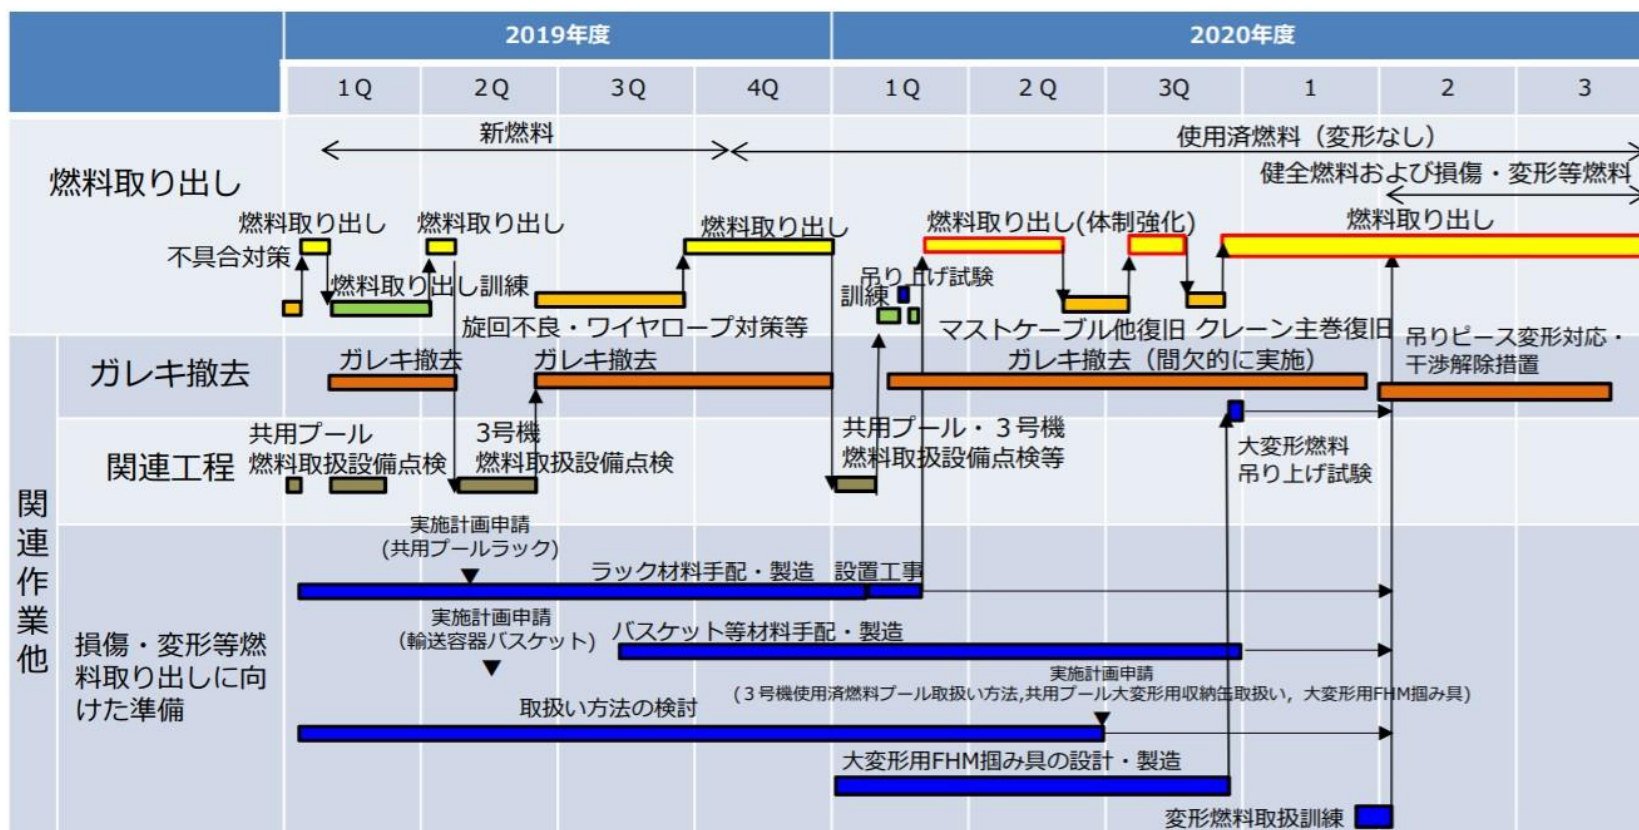 2019年度 2020年度
1Q 2Q 3Q 4Q 1Q 2Q 3Q 1 2 3
新燃料
使用済燃料（変形なし）
健全燃料および損傷・変形等燃料
燃料取り出し
燃料取り出し 燃料取り出し 燃料取り出し 燃料取り出し(体制強化) 燃料取り出し
不具合対策
燃料取り出し訓練
吊り上げ試験
訓練
旋回不良・ワイヤロープ対策等
マストケーブル他復旧 クレーン主巻復旧
ガレキ撤去
ガレキ撤去 ガレキ撤去 ガレキ撤去（間欠的に実施）
吊りピース変形対応・
干渉解除措置
関連作業他
関連工程
共用プール
燃料取扱設備点検
3号機
燃料取扱設備点検
共用プール・３号機
燃料取扱設備点検等
大変形燃料
吊り上げ試験
損傷・変形等燃
料取り出しに向
けた準備
実施計画申請
(共用プールラック)
ラック材料手配・製造 設置工事
実施計画申請
(輸送容器バスケット)
バスケット等材料手配・製造
実施計画申請
(３号機使用済燃料プール取扱い方法,共用プール大変形用収納缶取扱い，大変形用FHM掴み具)
取扱い方法の検討
大変形用FHM掴み具の設計・製造
変形燃料取扱訓練